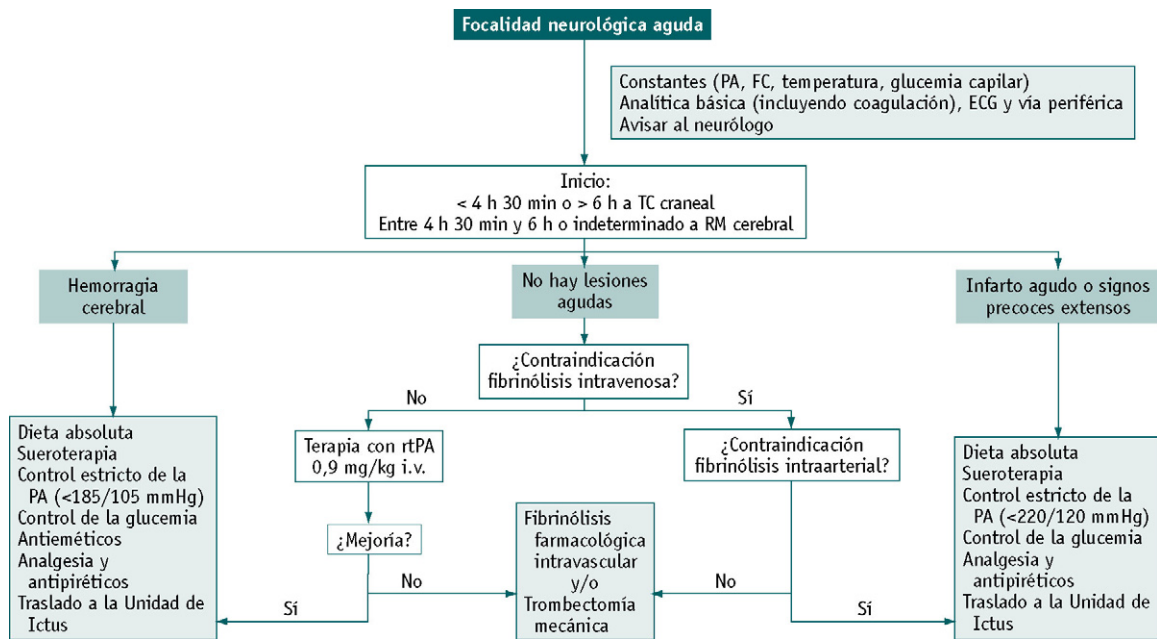 Focalidad neurológica aguda
Constantes (PA, FC, temperatura, glucemia capilar)
Analítica básica (incluyendo coagulación), ECG y vía periférica
Avisar al neurólogo
Inicio:
< 4 h 30 min o > 6 h a TC craneal
Entre 4 h 30 min y 6 h o indeterminado a RM cerebral
Hemorragia
cerebral
No hay lesiones
agudas
Infarto agudo o signos
precoces extensos
¿Contraindicación
fibrinólisis intravenosa?
No
Sí
Terapia con rtPA
0,9 mg/kg i.v.
¿Contraindicación
fibrinólisis intraarterial?
¿Mejoría?
Dieta absoluta
Sueroterapia
Control estricto de la
PA (<185/105 mmHg)
Control de la glucemia
Antieméticos
Analgesia y
antipiréticos
Traslado a la Unidad de
Ictus
Sí
No
Fibrinólisis
farmacológica
intravascular
y/o
Trombectomía
mecánica
No
Sí
Dieta absoluta
Sueroterapia
Control estricto de la
PA (<220/120 mmHg)
Control de la glucemia
Analgesia y
antipiréticos
Traslado a la Unidad de
Ictus